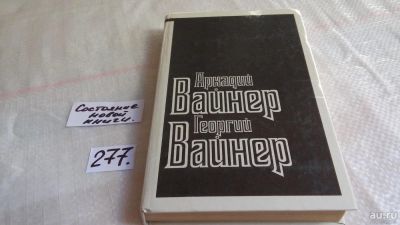 Состояние
новой
книги.
277.
Аркадий
Вайнер
Георгий
Вайнер
au.ru